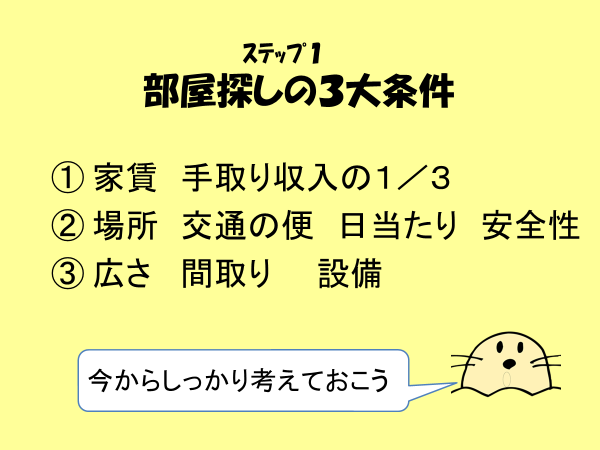 ステップ１
部屋探しの３大条件
① 家賃　手取り収入の１／３
② 場所　交通の便　日当たり　安全性
③ 広さ　間取り　　設備
今からしっかり考えておこう